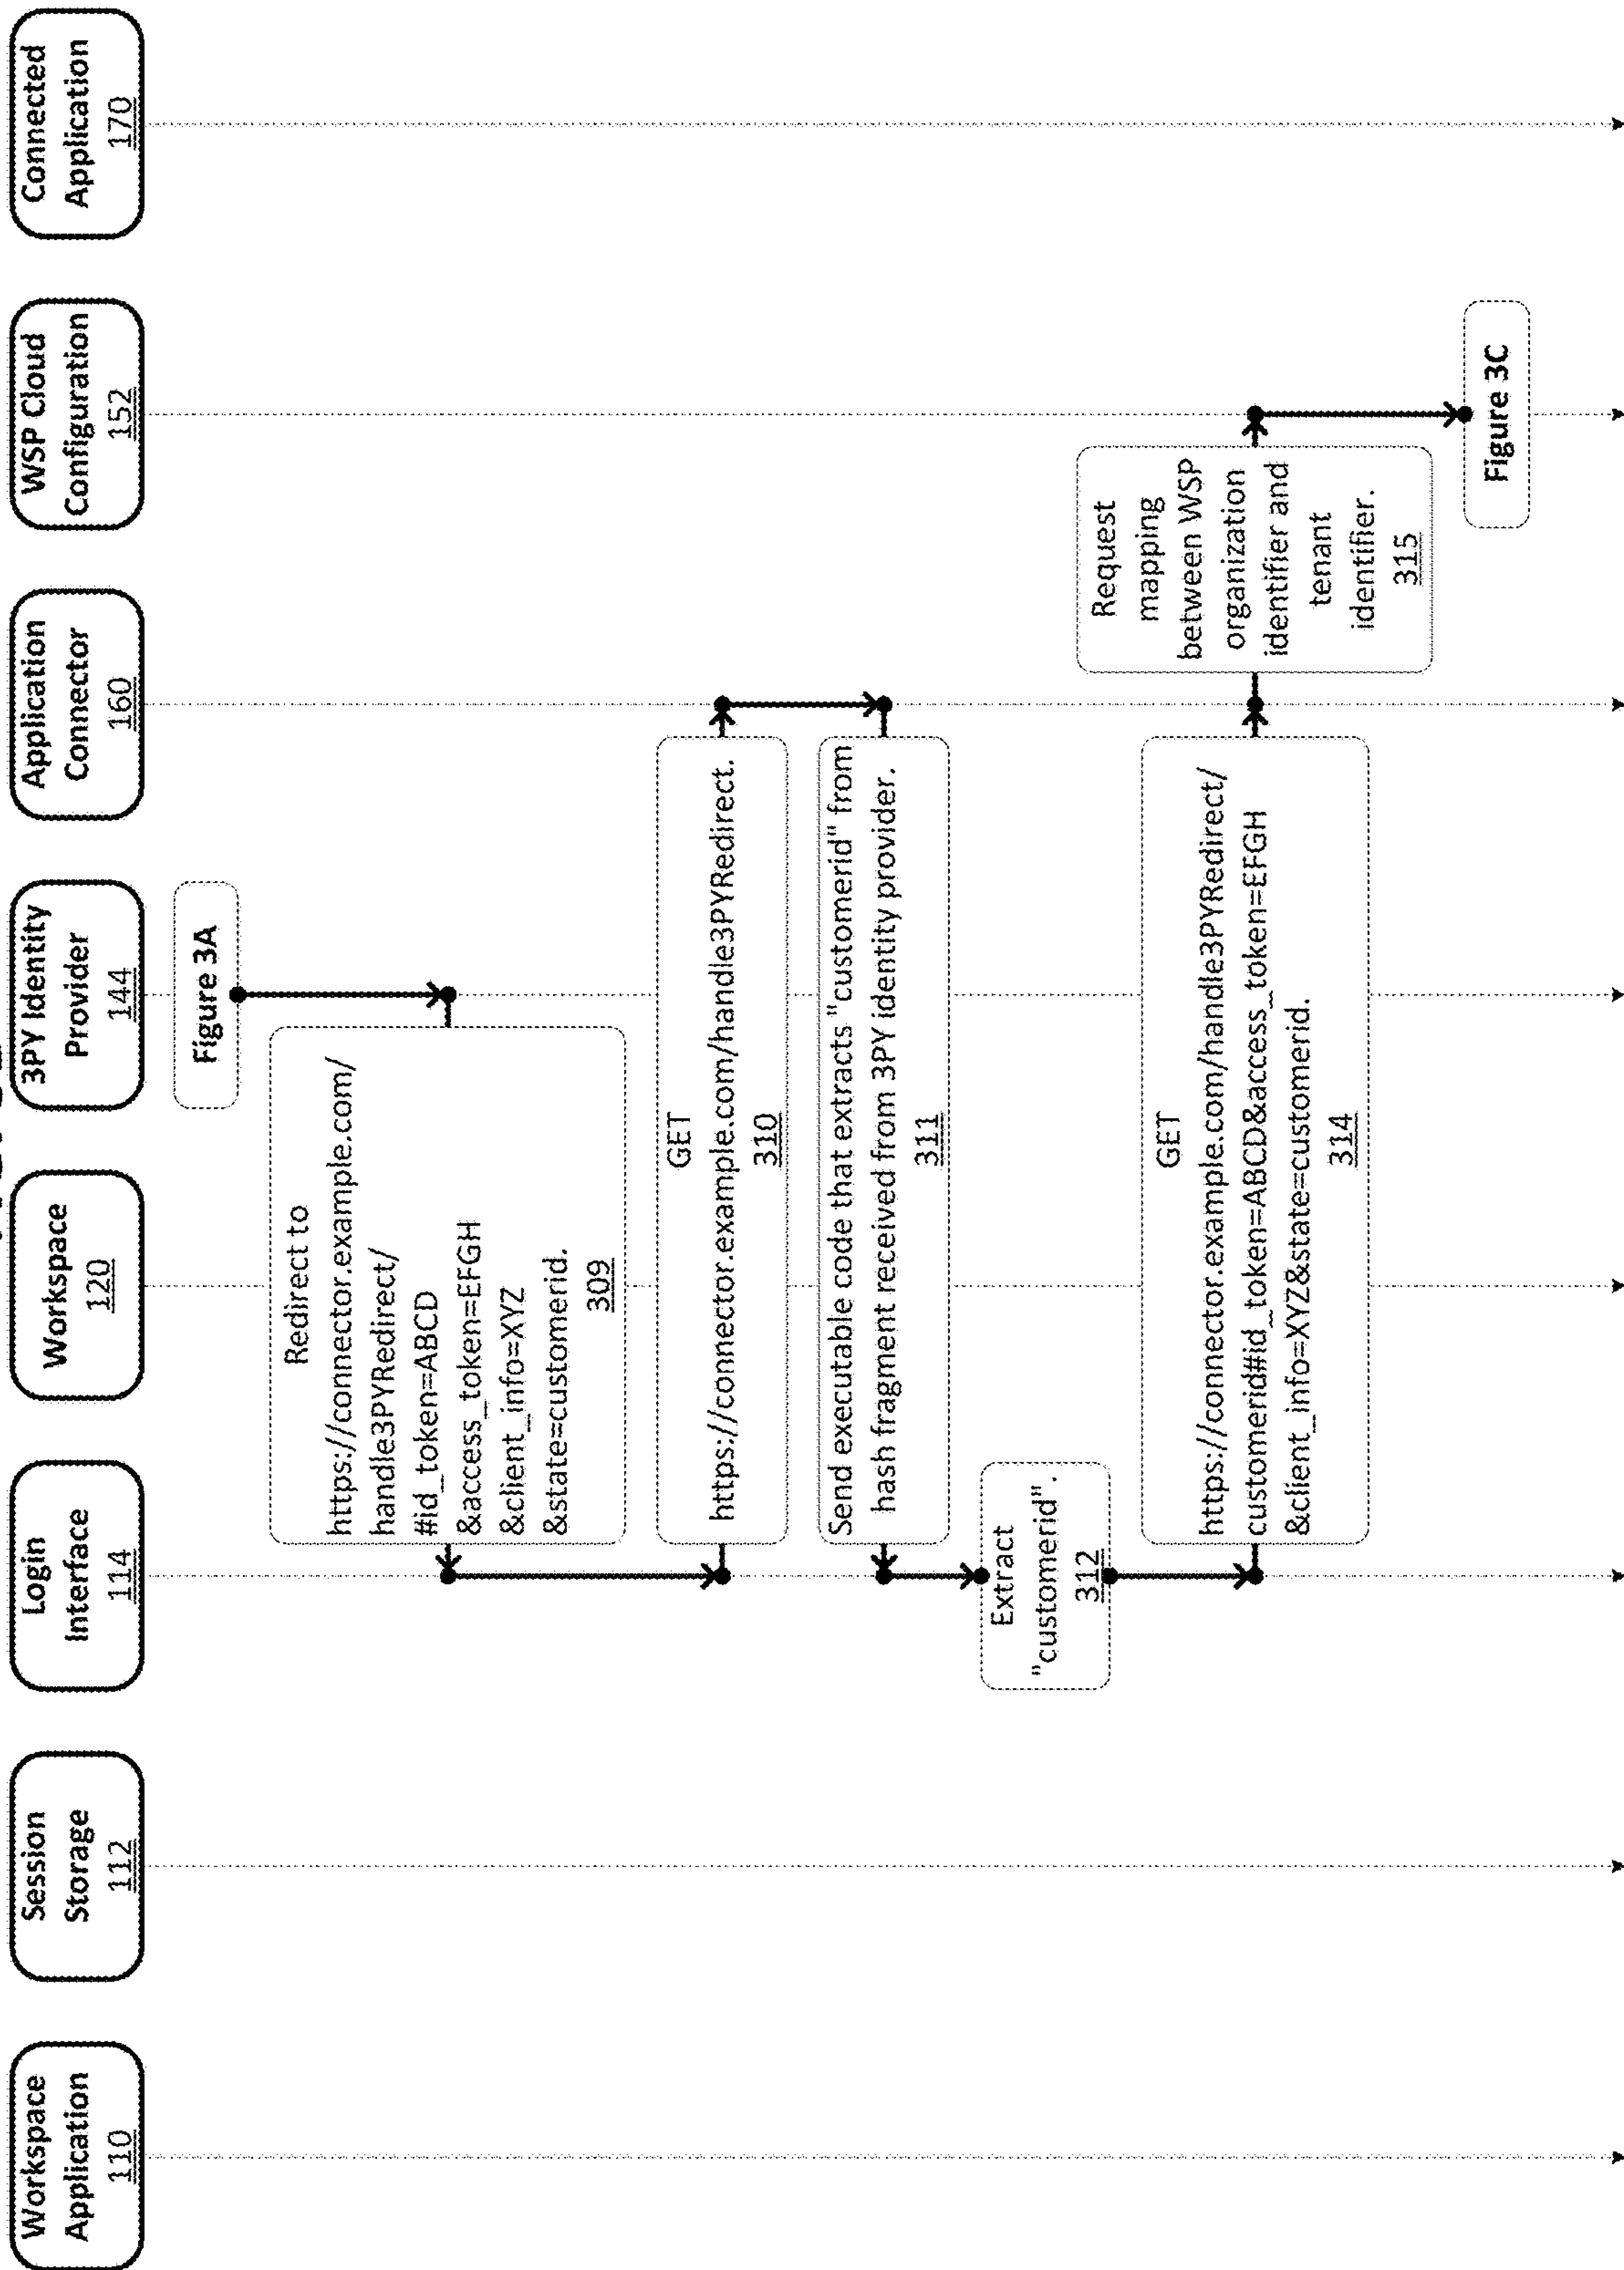 Workspace
Application
110
Session
Storage
112
Login
Interface
114
Workspace
120
3PY Identity
Provider
144
Application
Connector
160
WSP Cloud
Configuration
152
Connected
Application
170
Figure 3A
Redirect to
https://connector.example.com/
handle3PYRedirect/
#id_token=ABCD
&access_token=EFGH
&client_info=XYZ
&state=customerid.
309
GET
https://connector.example.com/handle3PYRedirect.
310
Send executable code that extracts "customerid" from
hash fragment received from 3PY identity provider.
311
Extract
"customerid".
312
GET
https://connector.example.com/handle3PYRedirect/
customerid#id_token=ABCD&access_token=EFGH
&client_info=XYZ&state=customerid.
314
Request
mapping
between WSP
organization
identifier and
tenant
identifier.
315
Figure 3C